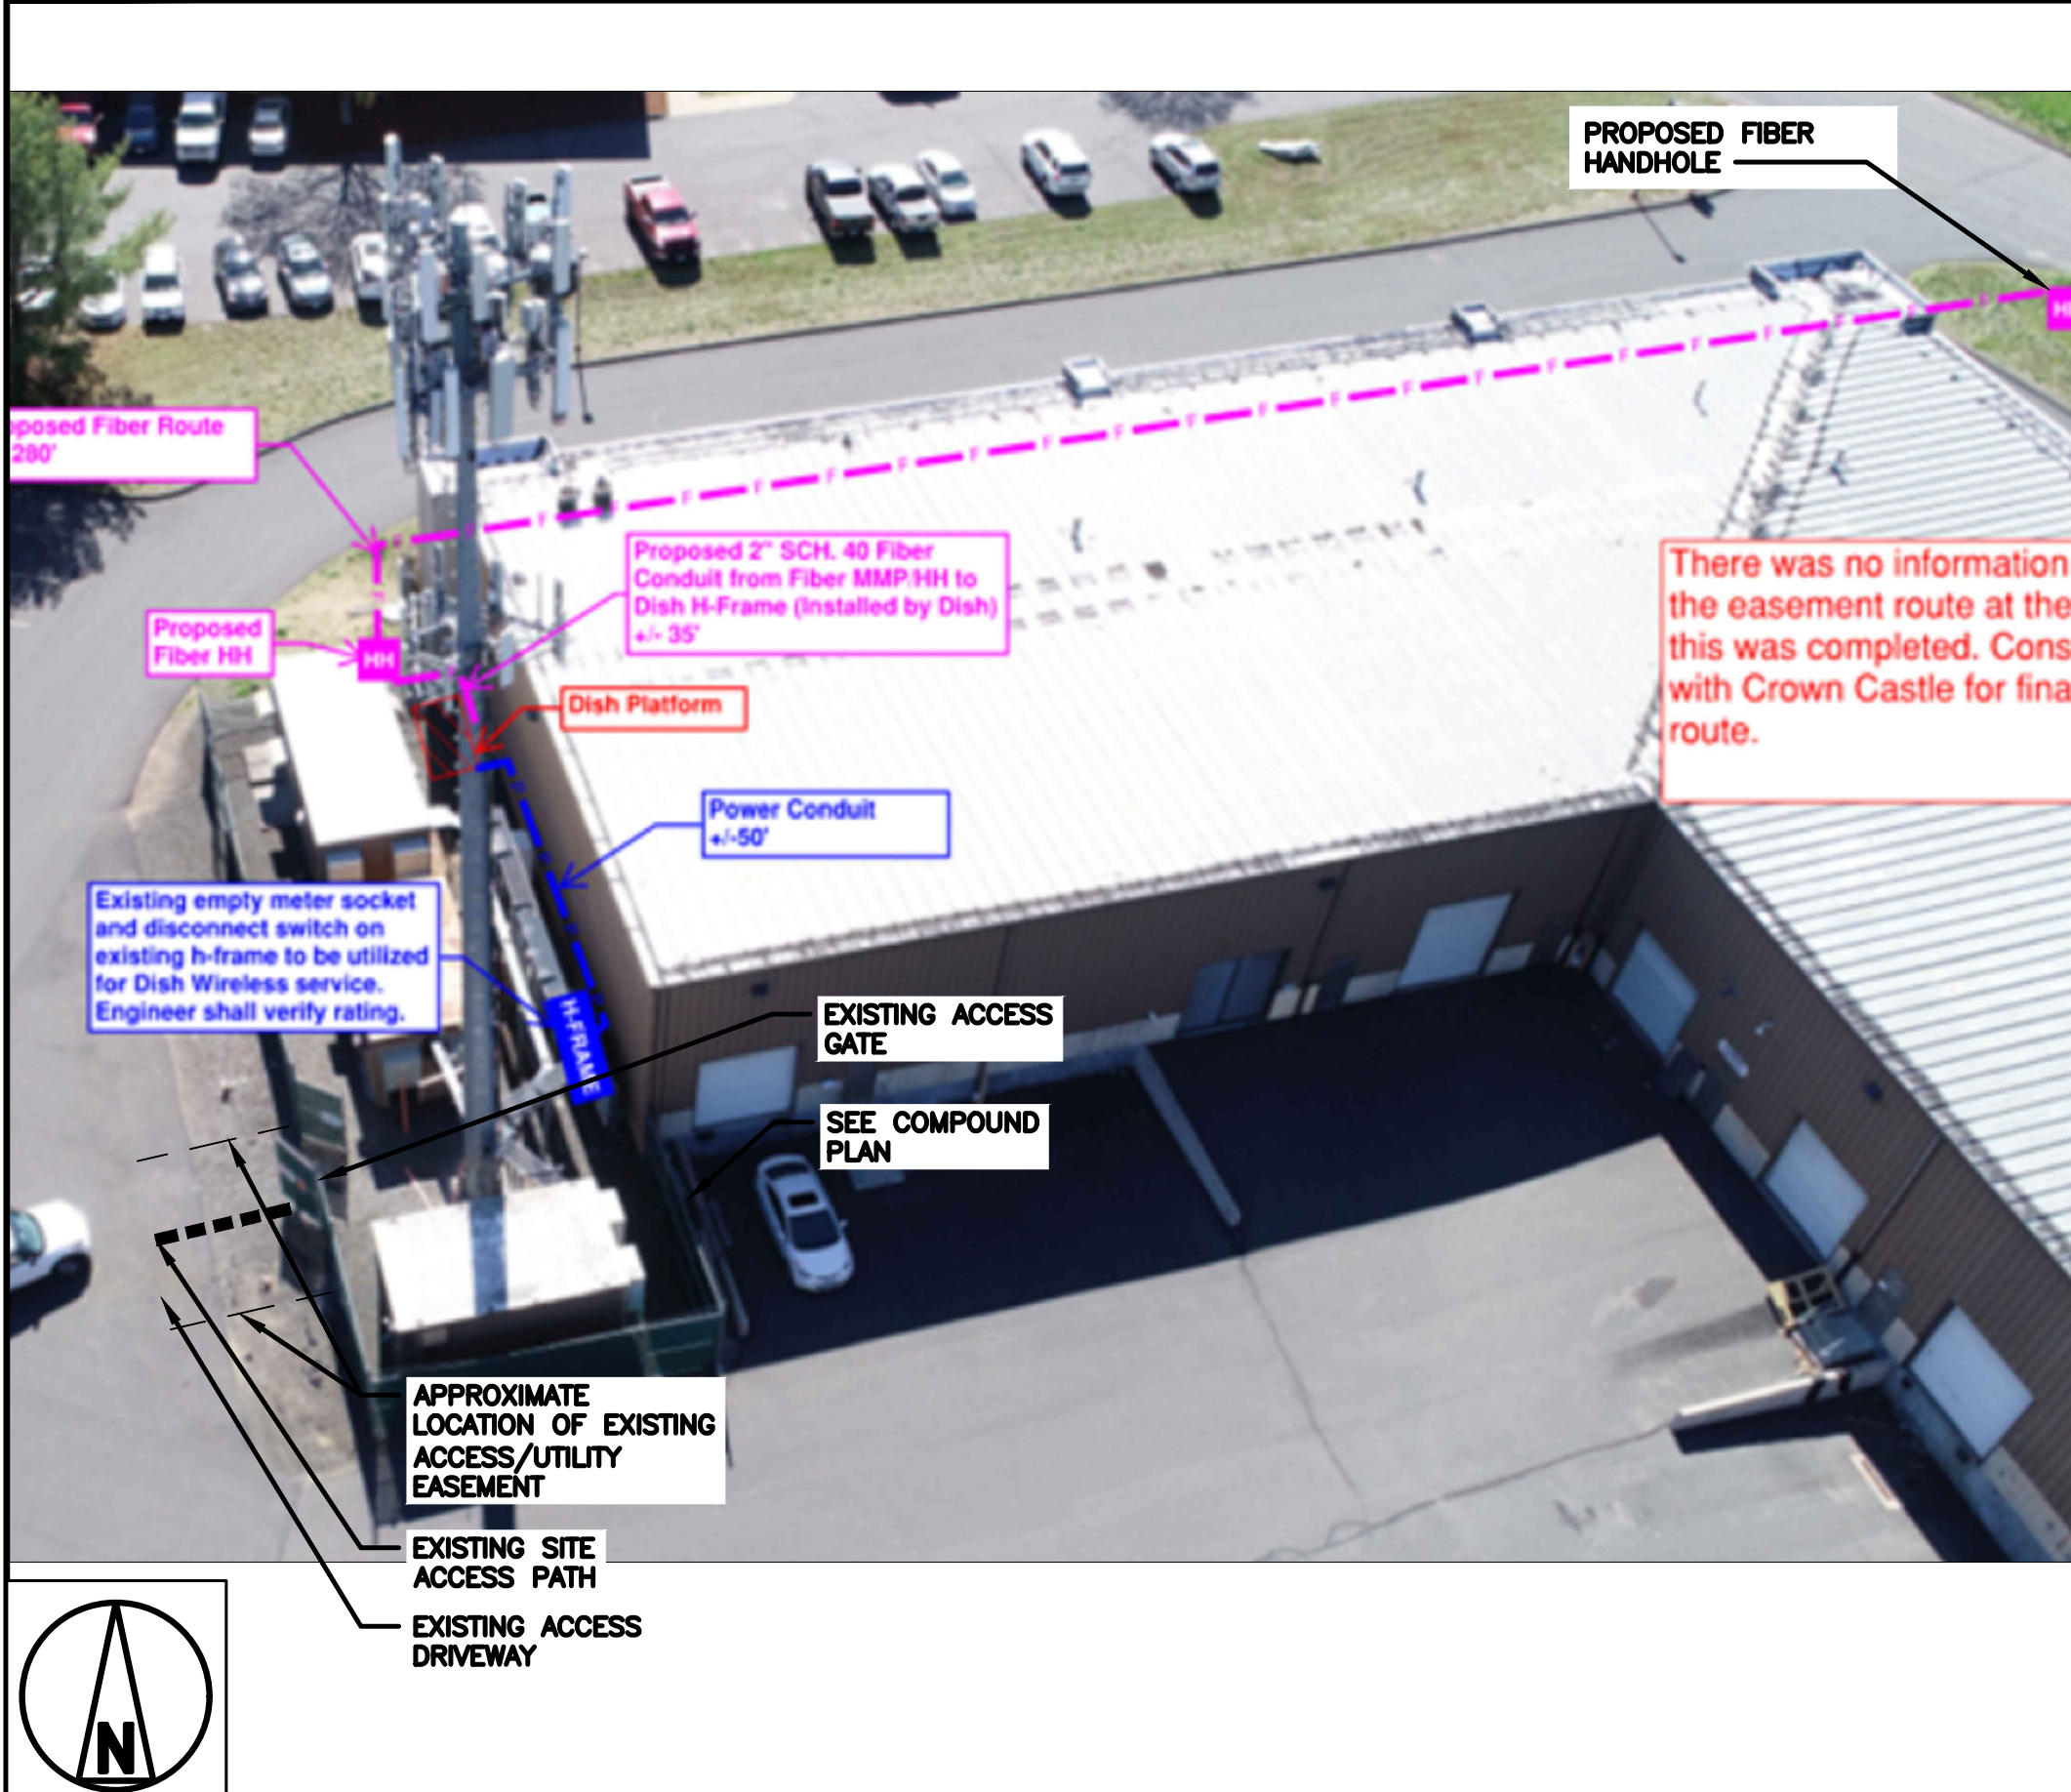 PROPOSED FIBER
HANDHOLE
oposed Fiber Route
280'
Proposed 2" SCH. 40 Fiber
Conduit from Fiber MMP/HH to
Dish H-Frame (Installed by Dish)
+/- 35'
There was no information
the easement route at the
this was completed. Cons
with Crown Castle for fina
route.
Proposed
Fiber HH
HH
Dish Platform
Power Conduit
+/-50'
Existing empty meter socket
and disconnect switch on
existing h-frame to be utilized
for Dish Wireless service.
Engineer shall verify rating.
H-FRAME
EXISTING ACCESS
GATE
SEE COMPOUND
PLAN
APPROXIMATE
LOCATION OF EXISTING
ACCESS/UTILITY
EASEMENT
EXISTING SITE
ACCESS PATH
EXISTING ACCESS
DRIVEWAY
N